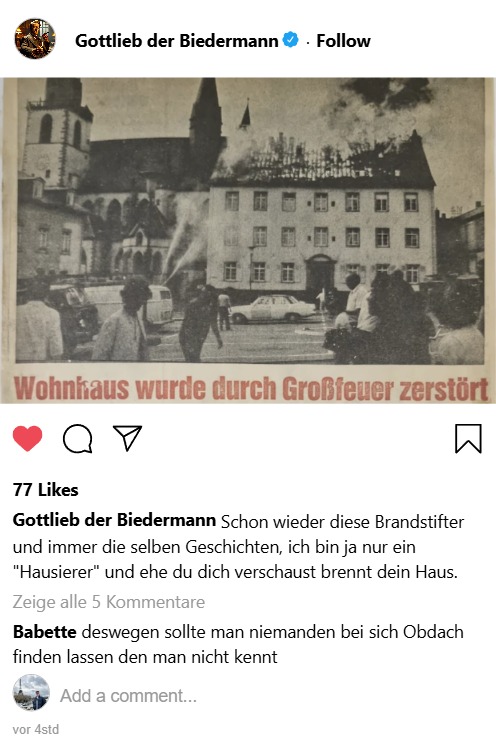 Gottlieb der Biedermann · Follow
Wohnhaus wurde durch Großfeuer zerstört
77 Likes
Gottlieb der Biedermann Schon wieder diese Brandstifter
und immer die selben Geschichten, ich bin ja nur ein
"Hausierer" und ehe du dich verschaust brennt dein Haus.
Zeige alle 5 Kommentare
Babette deswegen sollte man niemanden bei sich Obdach
finden lassen den man nicht kennt
Add a comment...
vor 4std